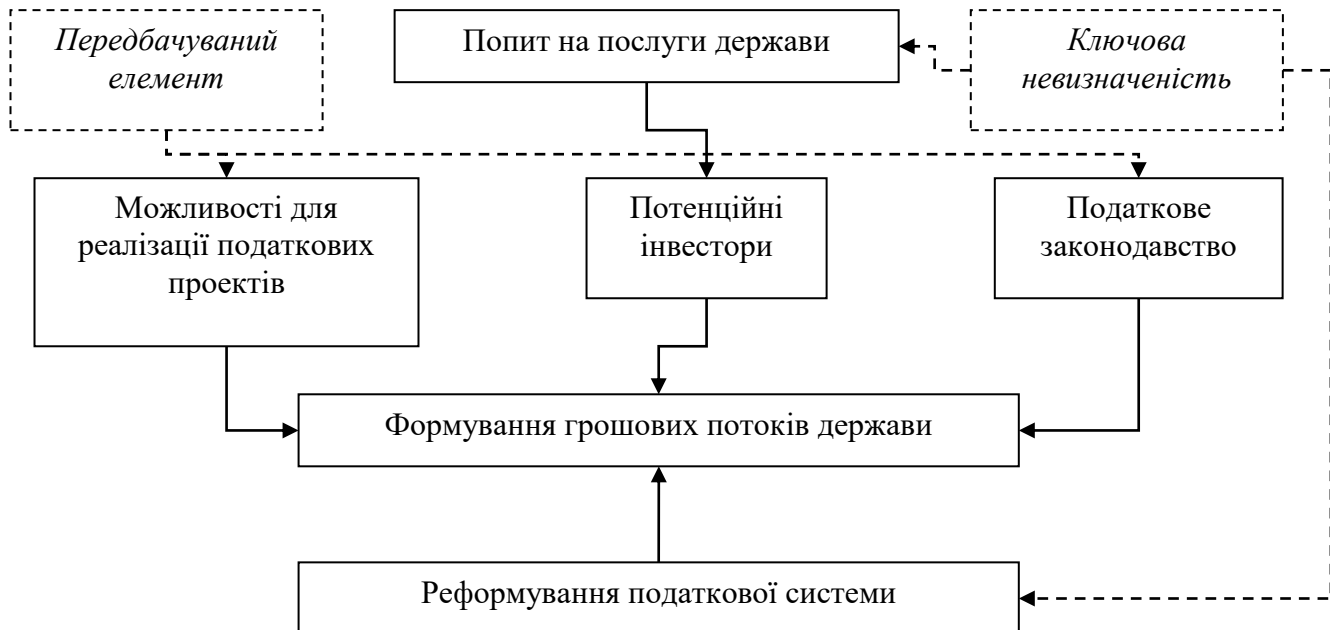 Передбачуваний
елемент
Попит на послуги держави
Ключова
невизначеність
Можливості для
реалізації податкових
проектів
Потенційні
інвестори
Податкове
законодавство
Формування грошових потоків держави
Реформування податкової системи